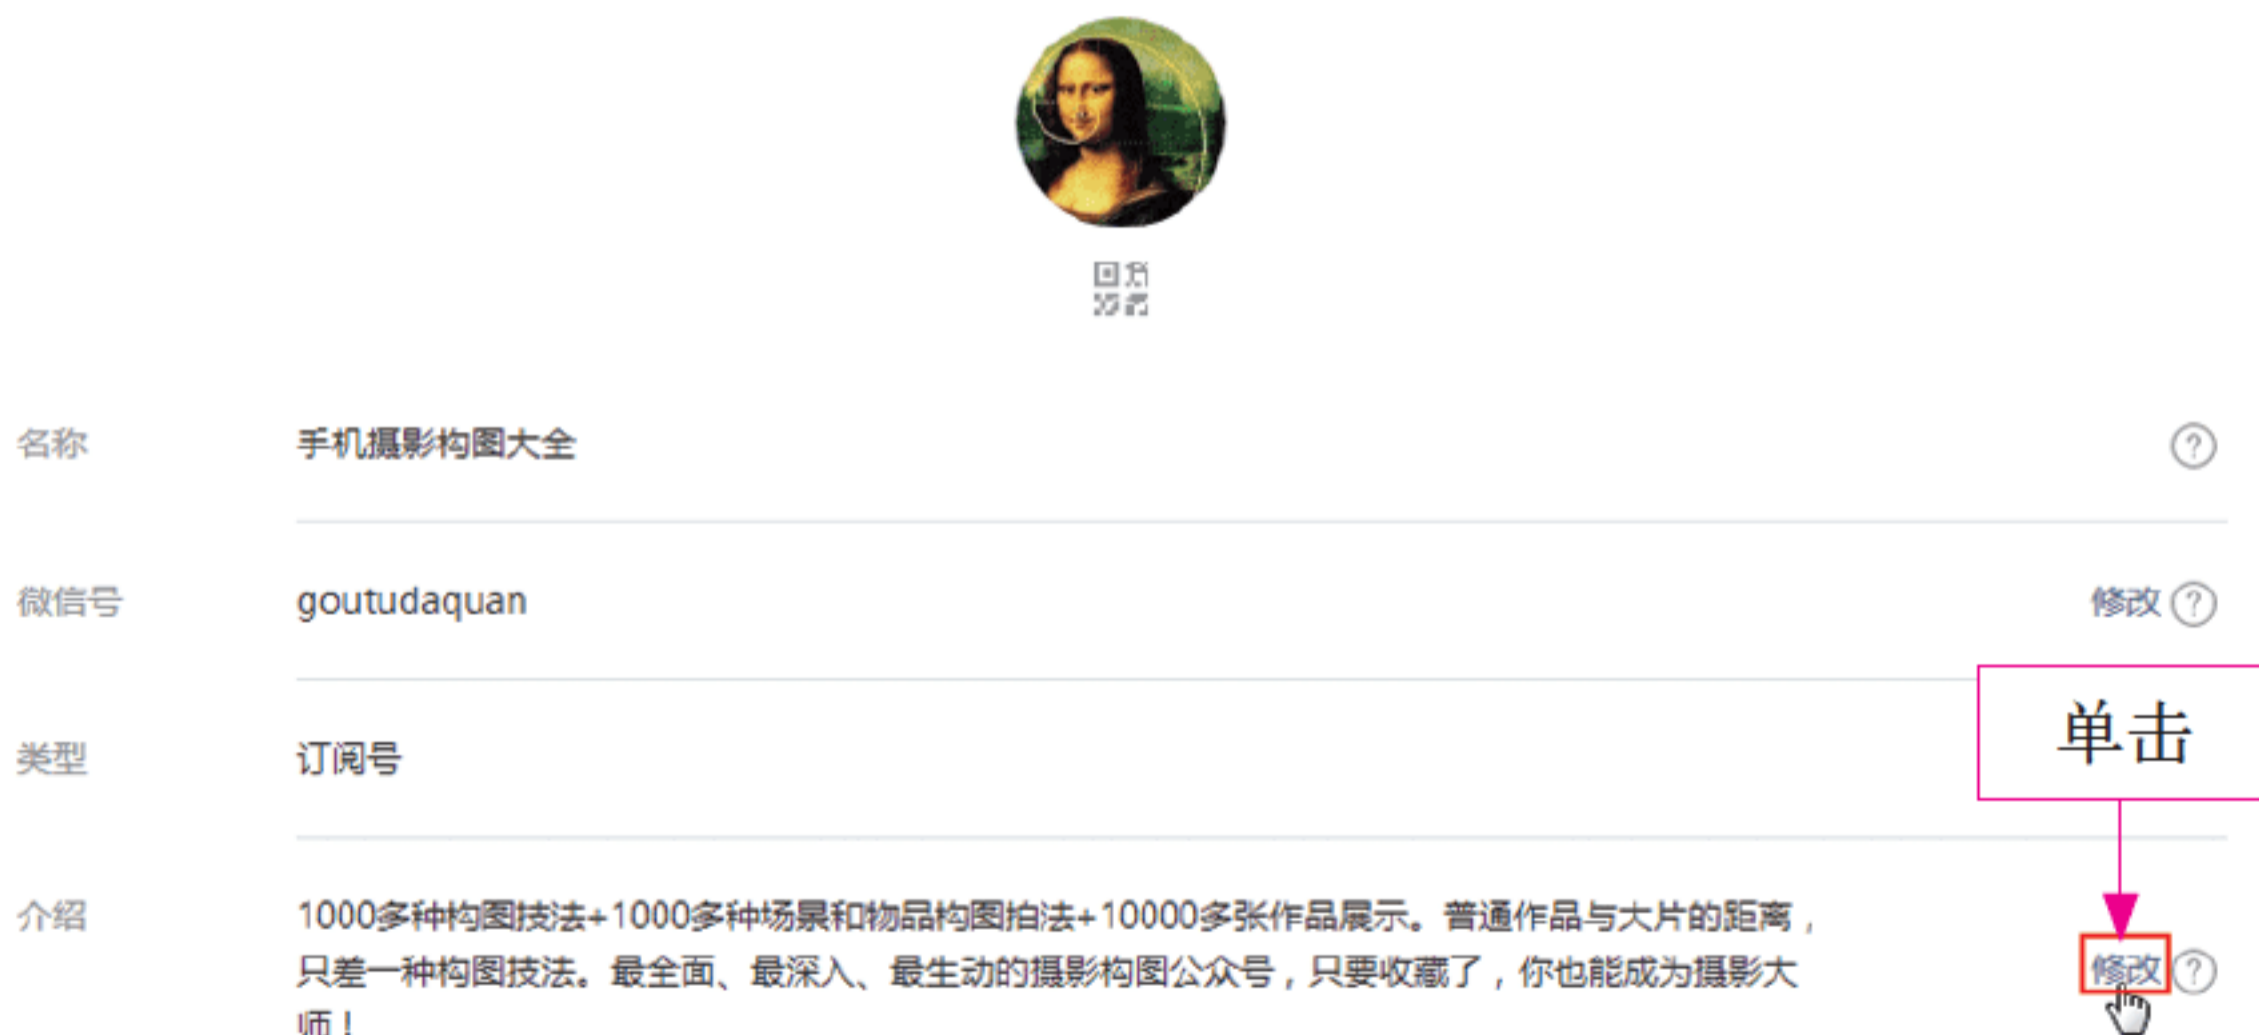 名称 手机摄影构图大全 ?
微信号 goutudaquan 修改 ?
单击
类型 订阅号
介绍 1000多种构图技法+1000多种场景和物品构图拍法+10000多张作品展示。普通作品与大片的距离，
只差一种构图技法。最全面、最深入、最生动的摄影构图公众号，只要收藏了，你也能成为摄影大 修改 ?
师！